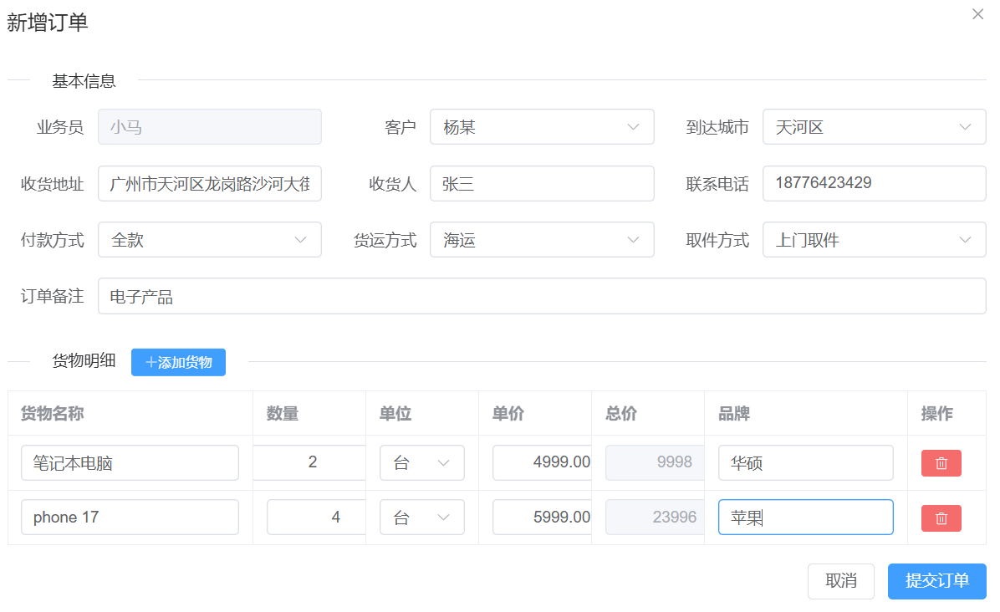 新增订单
基本信息
业务员 小马 客户 杨某 到达城市 天河区
收货地址 广州市天河区龙岗路沙河大街 收货人 张三 联系电话 18776423429
付款方式 全款 货运方式 海运 取件方式 上门取件
订单备注 电子产品
货物明细 +添加货物
货物名称 数量 单位 单价 总价 品牌 操作
笔记本电脑 2 台 4999.00 9998 华硕
phone 17 4 台 5999.00 23996 苹果
取消 提交订单